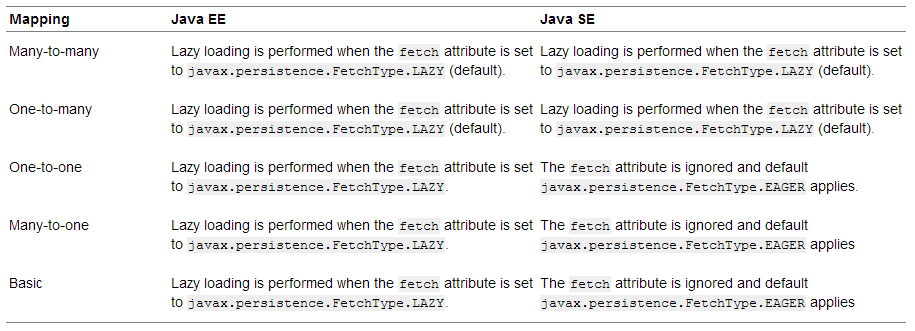 Mapping Java EE Java SE
Many-to-many Lazy loading is performed when the fetch attribute is set Lazy loading is performed when the fetch attribute is set
to javax.persistence.FetchType.LAZY (default). to javax.persistence.FetchType.LAZY (default).
One-to-many Lazy loading is performed when the fetch attribute is set Lazy loading is performed when the fetch attribute is set
to javax.persistence.FetchType.LAZY (default). to javax.persistence.FetchType.LAZY (default).
One-to-one Lazy loading is performed when the fetch attribute is set The fetch attribute is ignored and default
to javax.persistence.FetchType.LAZY. javax.persistence.FetchType.EAGER applies.
Many-to-one Lazy loading is performed when the fetch attribute is set The fetch attribute is ignored and default
to javax.persistence.FetchType.LAZY. javax.persistence.FetchType.EAGER applies
Basic Lazy loading is performed when the fetch attribute is set The fetch attribute is ignored and default
to javax.persistence.FetchType.LAZY. javax.persistence.FetchType.EAGER applies